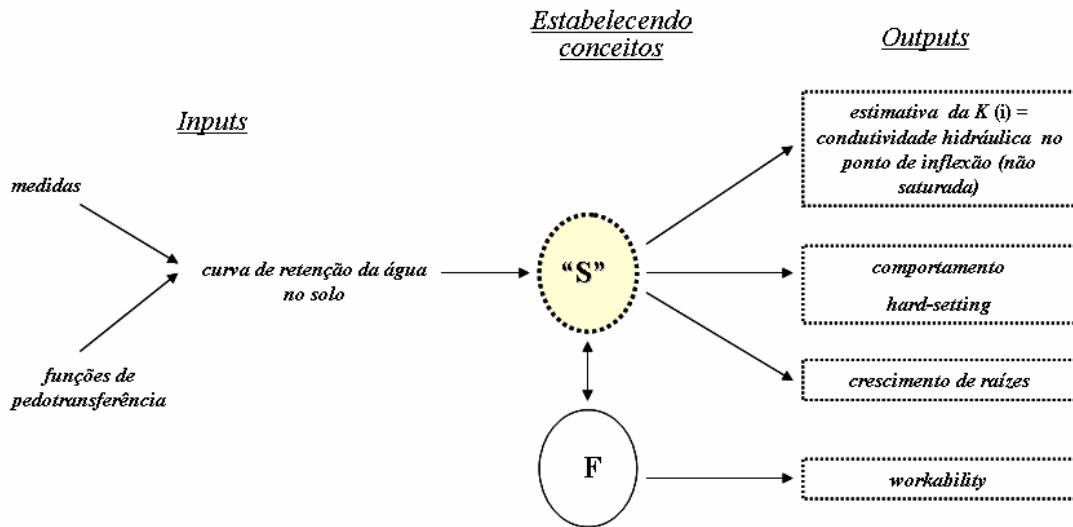 Inputs
medidas
funções de
pedotransferência
curva de retenção da água
no solo
Estabelecendo
conceitos
“S”
F
Outputs
estimativa da K (i) =
condutividade hidráulica no
ponto de inflexão (não
saturada)
comportamento
hard-setting
crescimento de raízes
workability